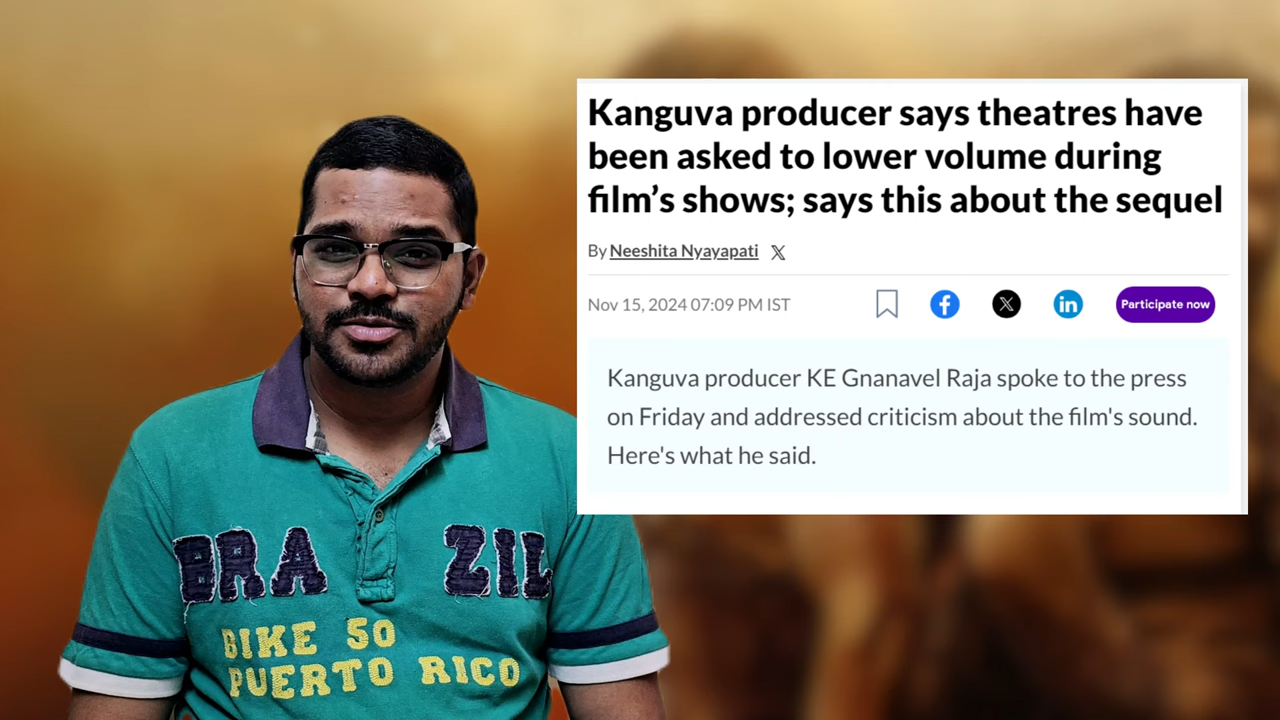 Kanguva producer says theatres have
been asked to lower volume during
film’s shows; says this about the sequel
By Neeshita Nyayapati
Nov 15, 2024 07:09 PM IST
Participate now
Kanguva producer KE Gnanavel Raja spoke to the press
on Friday and addressed criticism about the film's sound.
Here's what he said.
BRA ZIL
BIKE 50
PUERTO RICO